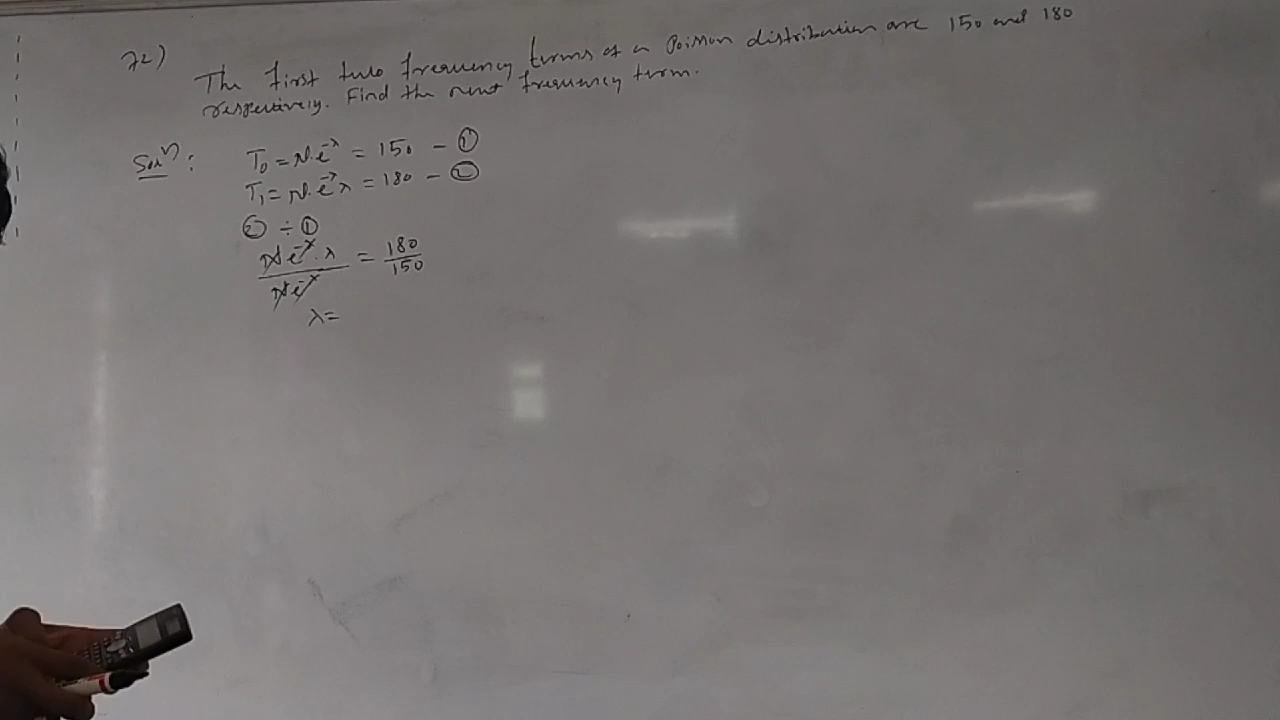 72)
The first two frequency terms of a Poisson distribution are 150 and 180
respectively. Find the next frequency term.
Solⁿ:
T₀ = N.e^-λ = 150 - ①
T₁ = N.e^-λ λ = 180 - ②
② ÷ ①
Ne^-λ . λ / Ne^-λ = 180/150
λ =